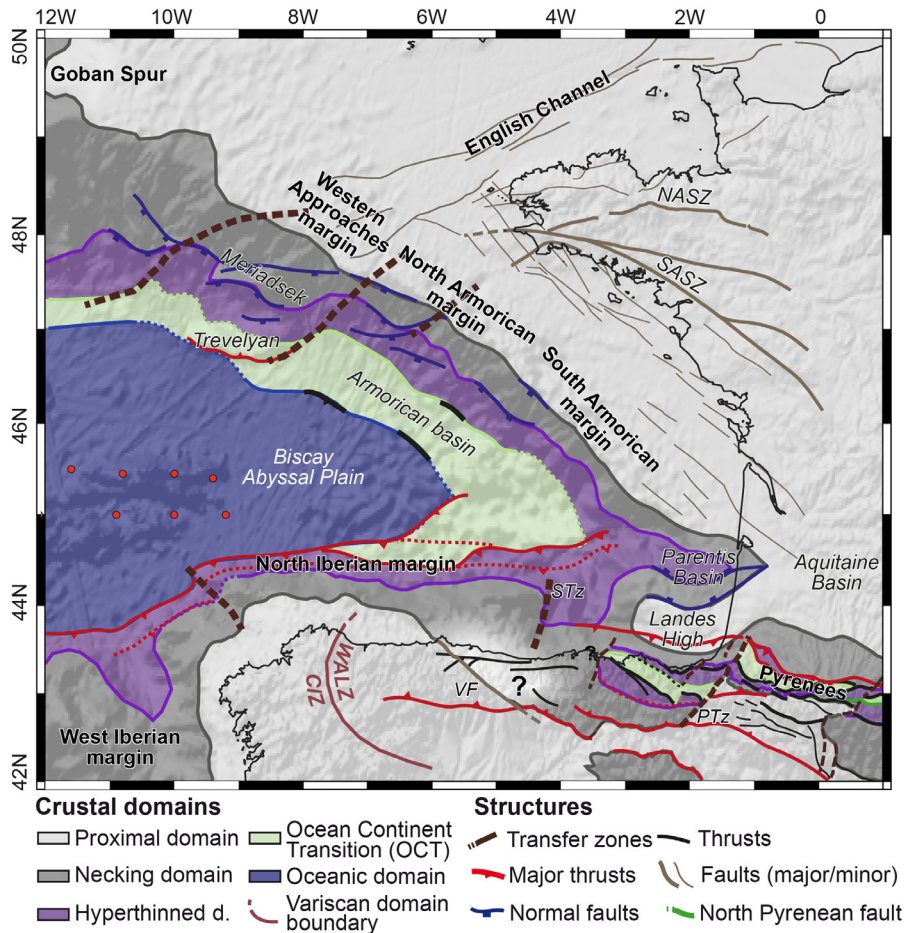 12W 10W 8W 6W 4W 2W 0
50N
Goban Spur
English Channel
Western
Approaches
margin
NASZ
48N
North Armorican
margin
SASZ
Meriadsek
Trevelyan
South Armorican
margin
Armorican basin
46N
Biscay
Abyssal Plain
North Iberian margin
Parentis
Basin
Aquitaine
Basin
STz
44N
Landes
High
?
WALZ
CIZ
VF
?
Pyrenees
PTz
West Iberian
margin
42N
Crustal domains
Proximal domain
Necking domain
Hyperthinned d.
Ocean Continent
Transition (OCT)
Oceanic domain
Variscan domain
boundary
Structures
Transfer zones
Major thrusts
Normal faults
Thrusts
Faults (major/minor)
North Pyrenean fault